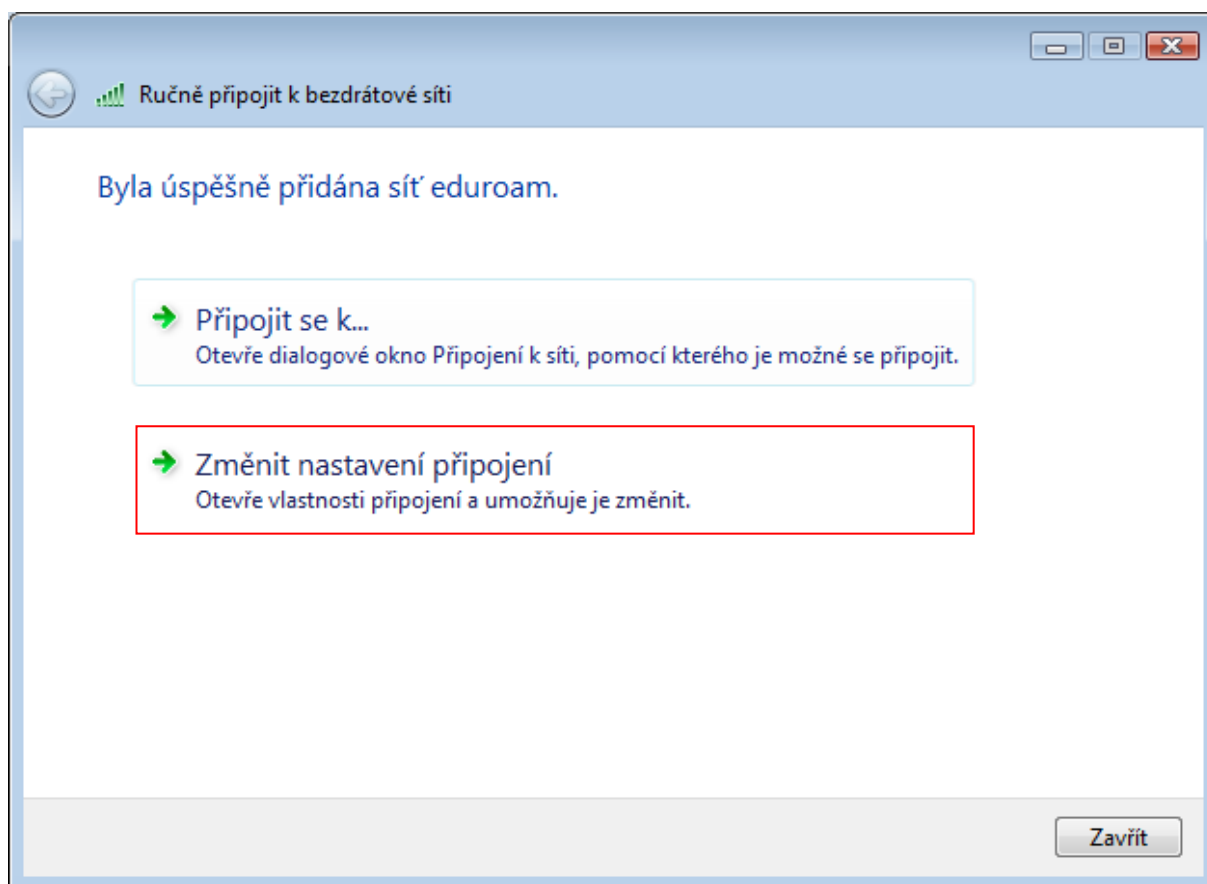 Ručně připojit k bezdrátové síti
Byla úspěšně přidána síť eduroam.
Připojit se k...
Otevře dialogové okno Připojení k síti, pomocí kterého je možné se připojit.
Změnit nastavení připojení
Otevře vlastnosti připojení a umožňuje je změnit.
Zavřít